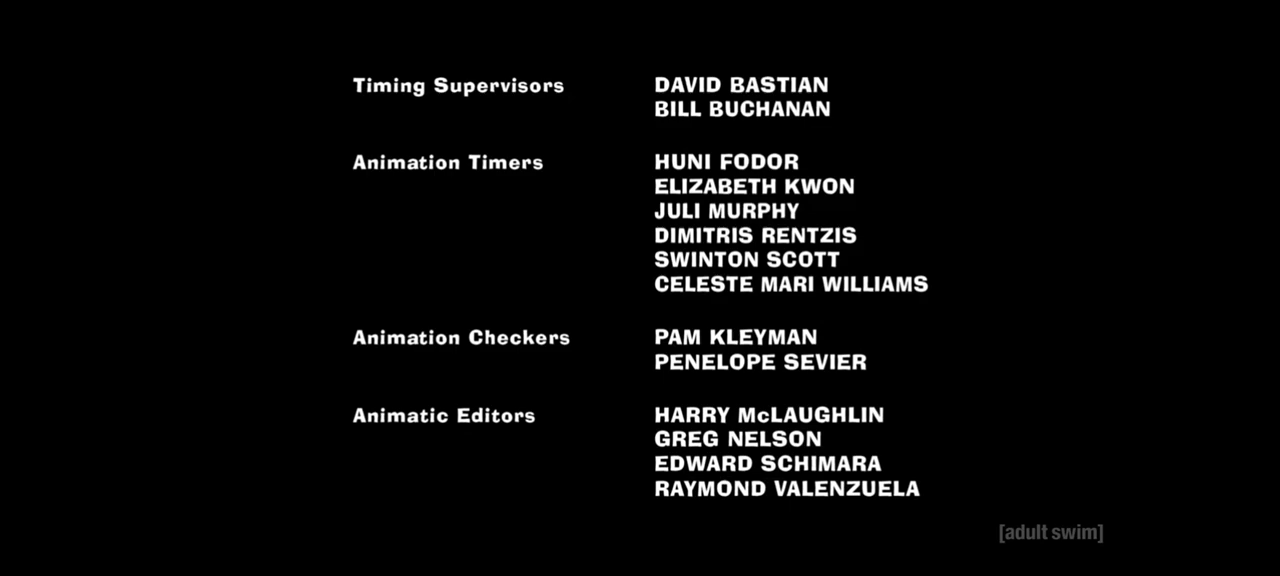 Timing Supervisors DAVID BASTIAN
BILL BUCHANAN
Animation Timers HUNI FODOR
ELIZABETH KWON
JULI MURPHY
DIMITRIS RENTZIS
SWINTON SCOTT
CELESTE MARI WILLIAMS
Animation Checkers PAM KLEYMAN
PENELOPE SEVIER
Animatic Editors HARRY McLAUGHLIN
GREG NELSON
EDWARD SCHIMARA
RAYMOND VALENZUELA
[adult swim]